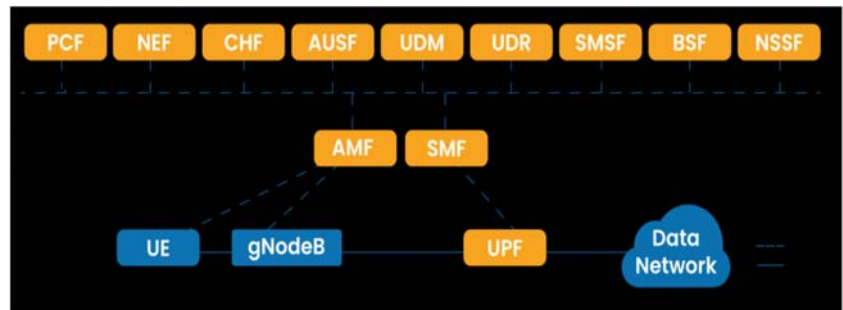 PCF NEF CHF AUSF UDM UDR SMSF BSF NSSF
AMF SMF
UE gNodeB UPF Data
Network